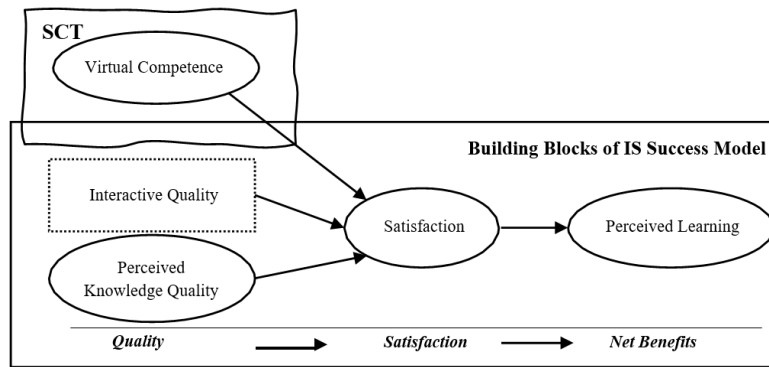 SCT
Virtual Competence
Building Blocks of IS Success Model
Interactive Quality
Satisfaction
Perceived Learning
Perceived
Knowledge Quality
Quality
Satisfaction
Net Benefits